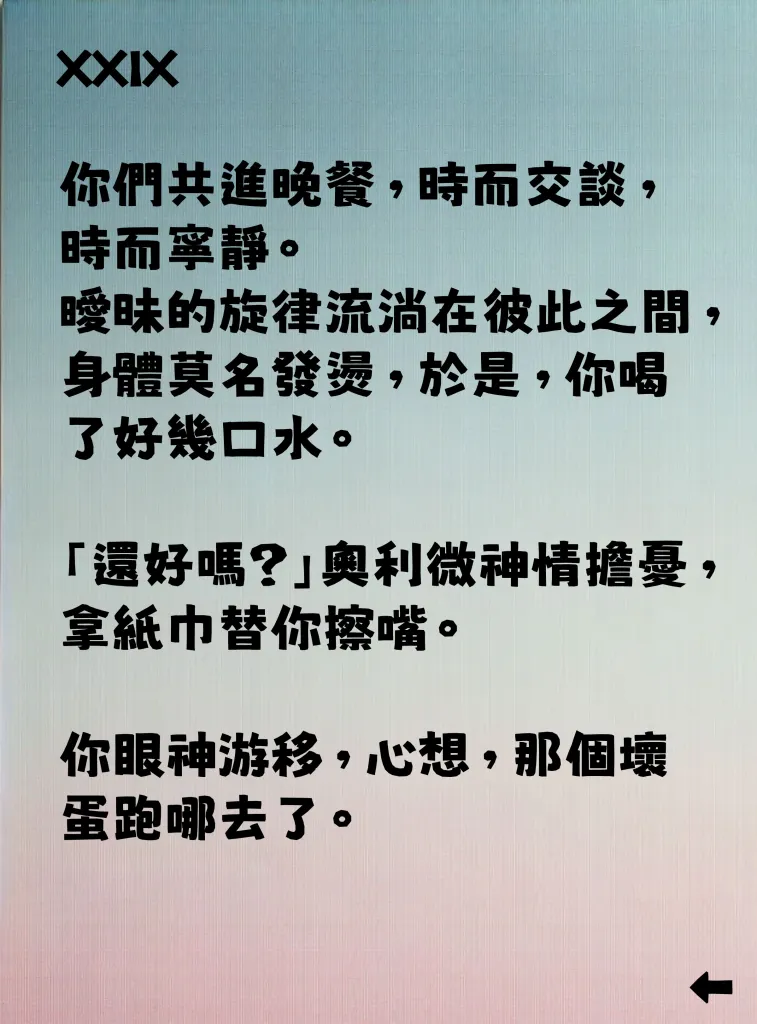 XXIX
你們共進晚餐，時而交談，
時而寧靜。
曖昧的旋律流淌在彼此之間，
身體莫名發燙，於是，你喝
了好幾口水。
「還好嗎？」奧利微神情擔憂，
拿紙巾替你擦嘴。
你眼神游移，心想，那個壞
蛋跑哪去了。